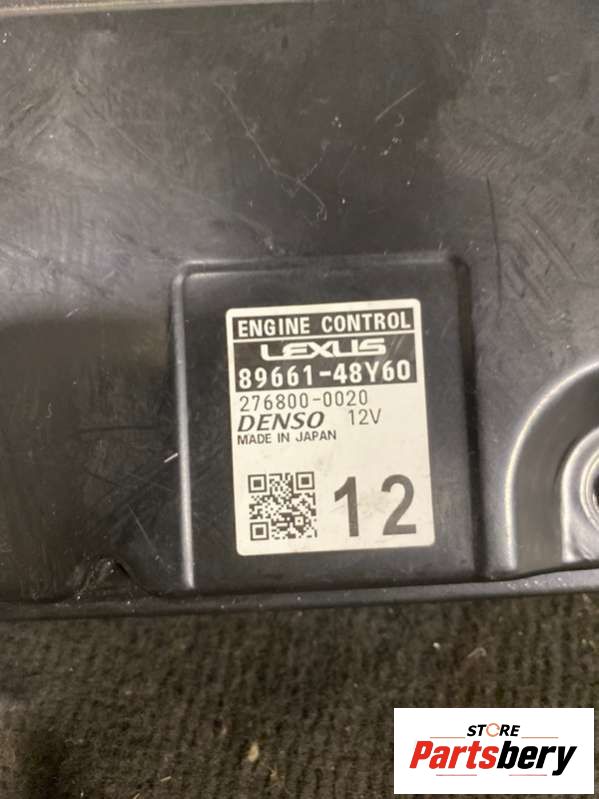 ENGINE CONTROL
LEXUS
89661-48Y60
276800-0020
DENSO 12V
MADE IN JAPAN
12
STORE
Partsbery